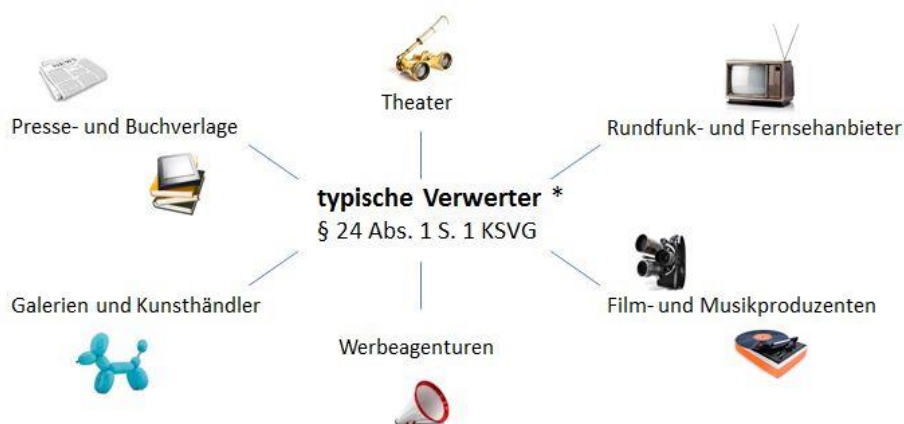 NEWS
Theater
Presse- und Buchverlage
Rundfunk- und Fernsehanbieter
typische Verwerter *
§ 24 Abs. 1 S. 1 KSVG
Galerien und Kunsthändler
Film- und Musikproduzenten
Werbeagenturen